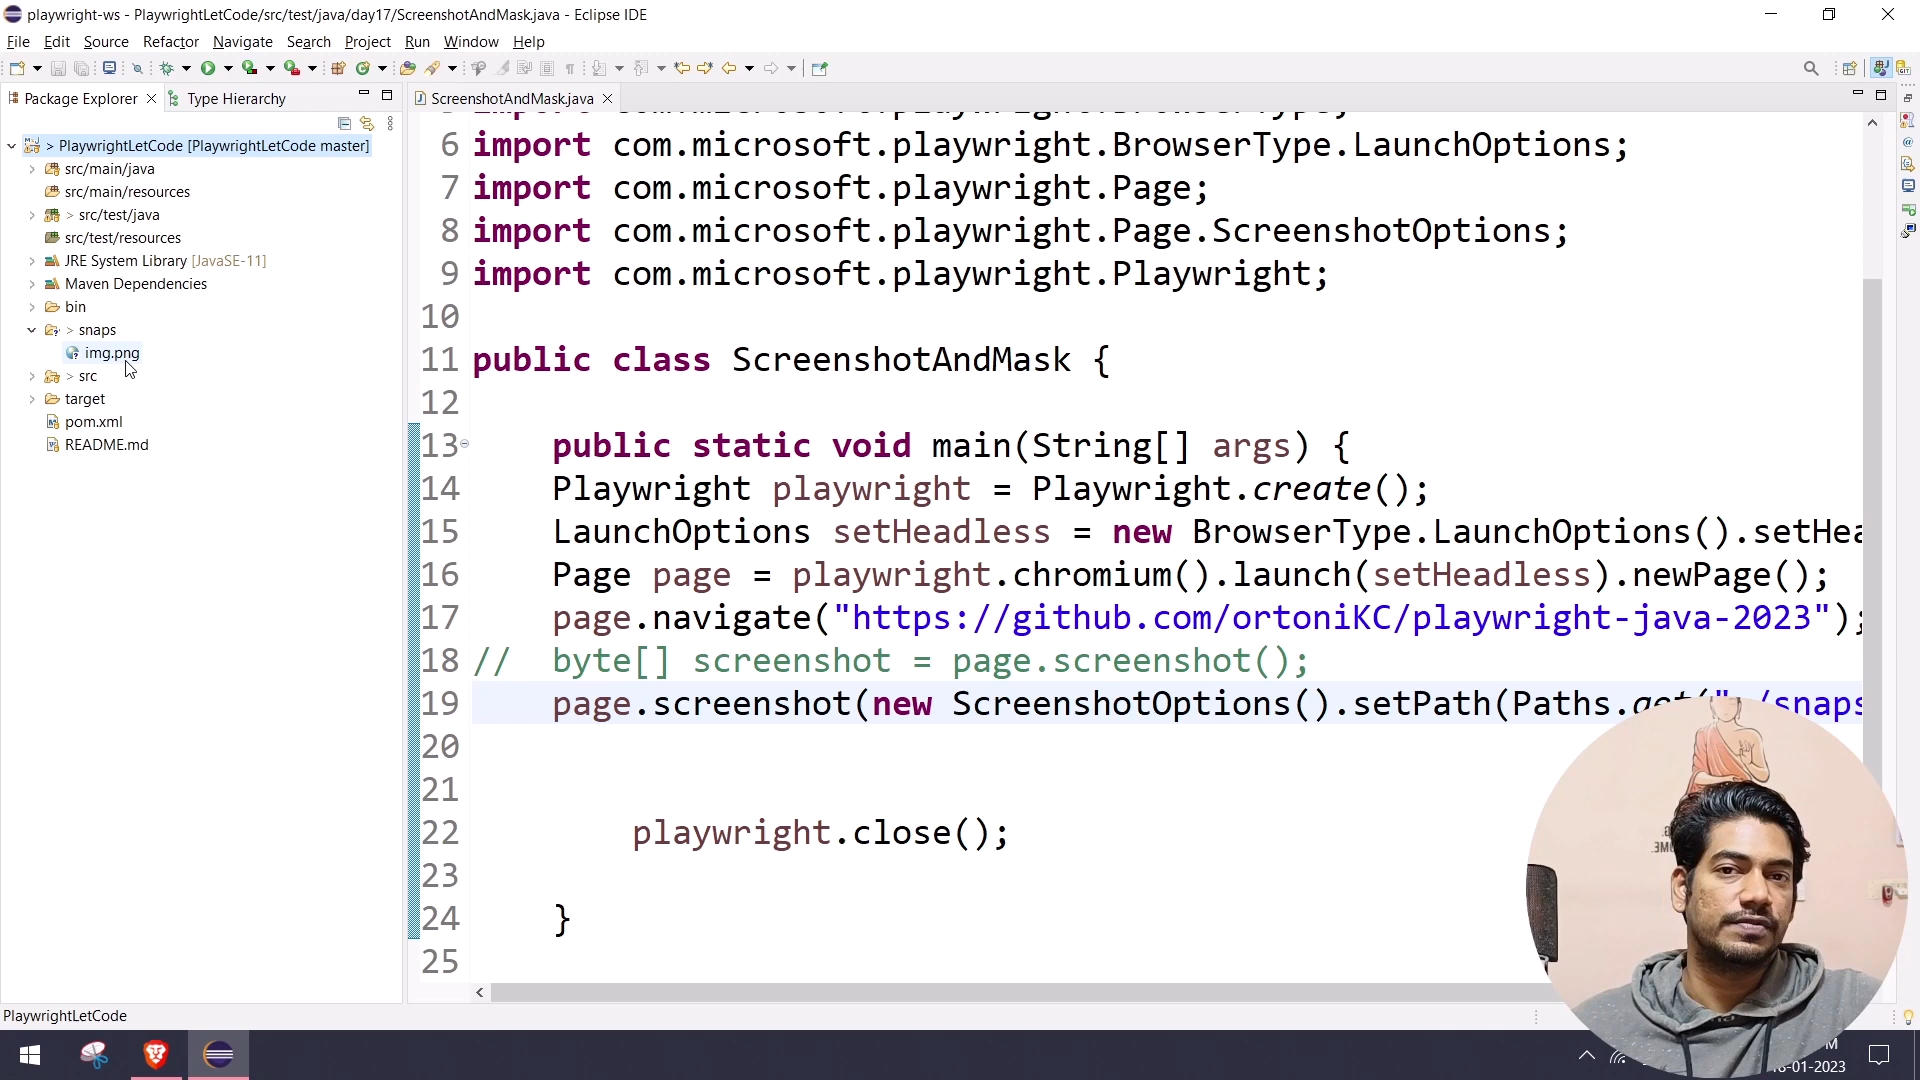 playwright-ws - PlaywrightLetCode/src/test/java/day17/ScreenshotAndMask.java - Eclipse IDE
File Edit Source Refactor Navigate Search Project Run Window Help
Package Explorer Type Hierarchy
> PlaywrightLetCode [PlaywrightLetCode master]
src/main/java
src/main/resources
> src/test/java
src/test/resources
JRE System Library [JavaSE-11]
Maven Dependencies
bin
> snaps
img.png
> src
target
pom.xml
README.md
ScreenshotAndMask.java
6 import com.microsoft.playwright.BrowserType.LaunchOptions;
7 import com.microsoft.playwright.Page;
8 import com.microsoft.playwright.Page.ScreenshotOptions;
9 import com.microsoft.playwright.Playwright;
10
11 public class ScreenshotAndMask {
12
13 public static void main(String[] args) {
14 Playwright playwright = Playwright.create();
15 LaunchOptions setHeadless = new BrowserType.LaunchOptions().setHea
16 Page page = playwright.chromium().launch(setHeadless).newPage();
17 page.navigate("https://github.com/ortoniKC/playwright-java-2023");
18 // byte[] screenshot = page.screenshot();
19 page.screenshot(new ScreenshotOptions().setPath(Paths.get("./snaps
20
21
22 playwright.close();
23
24 }
25
PlaywrightLetCode
-01-2023